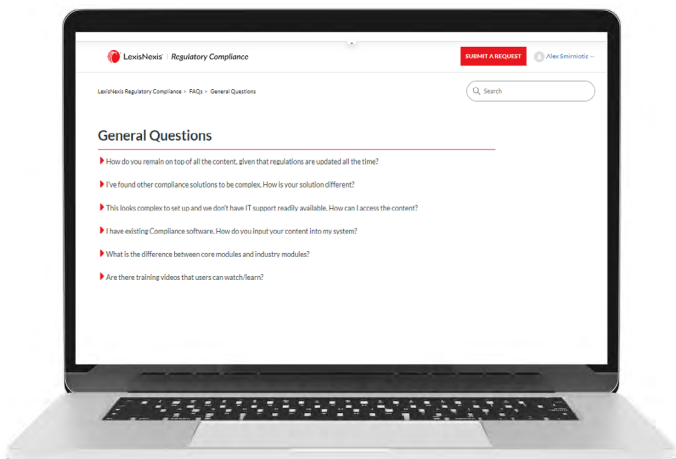 LexisNexis® | Regulatory Compliance
SUBMIT A REQUEST
Alex Smirniotis
LexisNexis Regulatory Compliance > FAQs > General Questions
Search
General Questions
How do you remain on top of all the content, given that regulations are updated all the time?
I've found other compliance solutions to be complex. How is your solution different?
This looks complex to set up and we don't have IT support readily available. How can I access the content?
I have existing Compliance software. How do you input your content into my system?
What is the difference between core modules and industry modules?
Are there training videos that users can watch/learn?